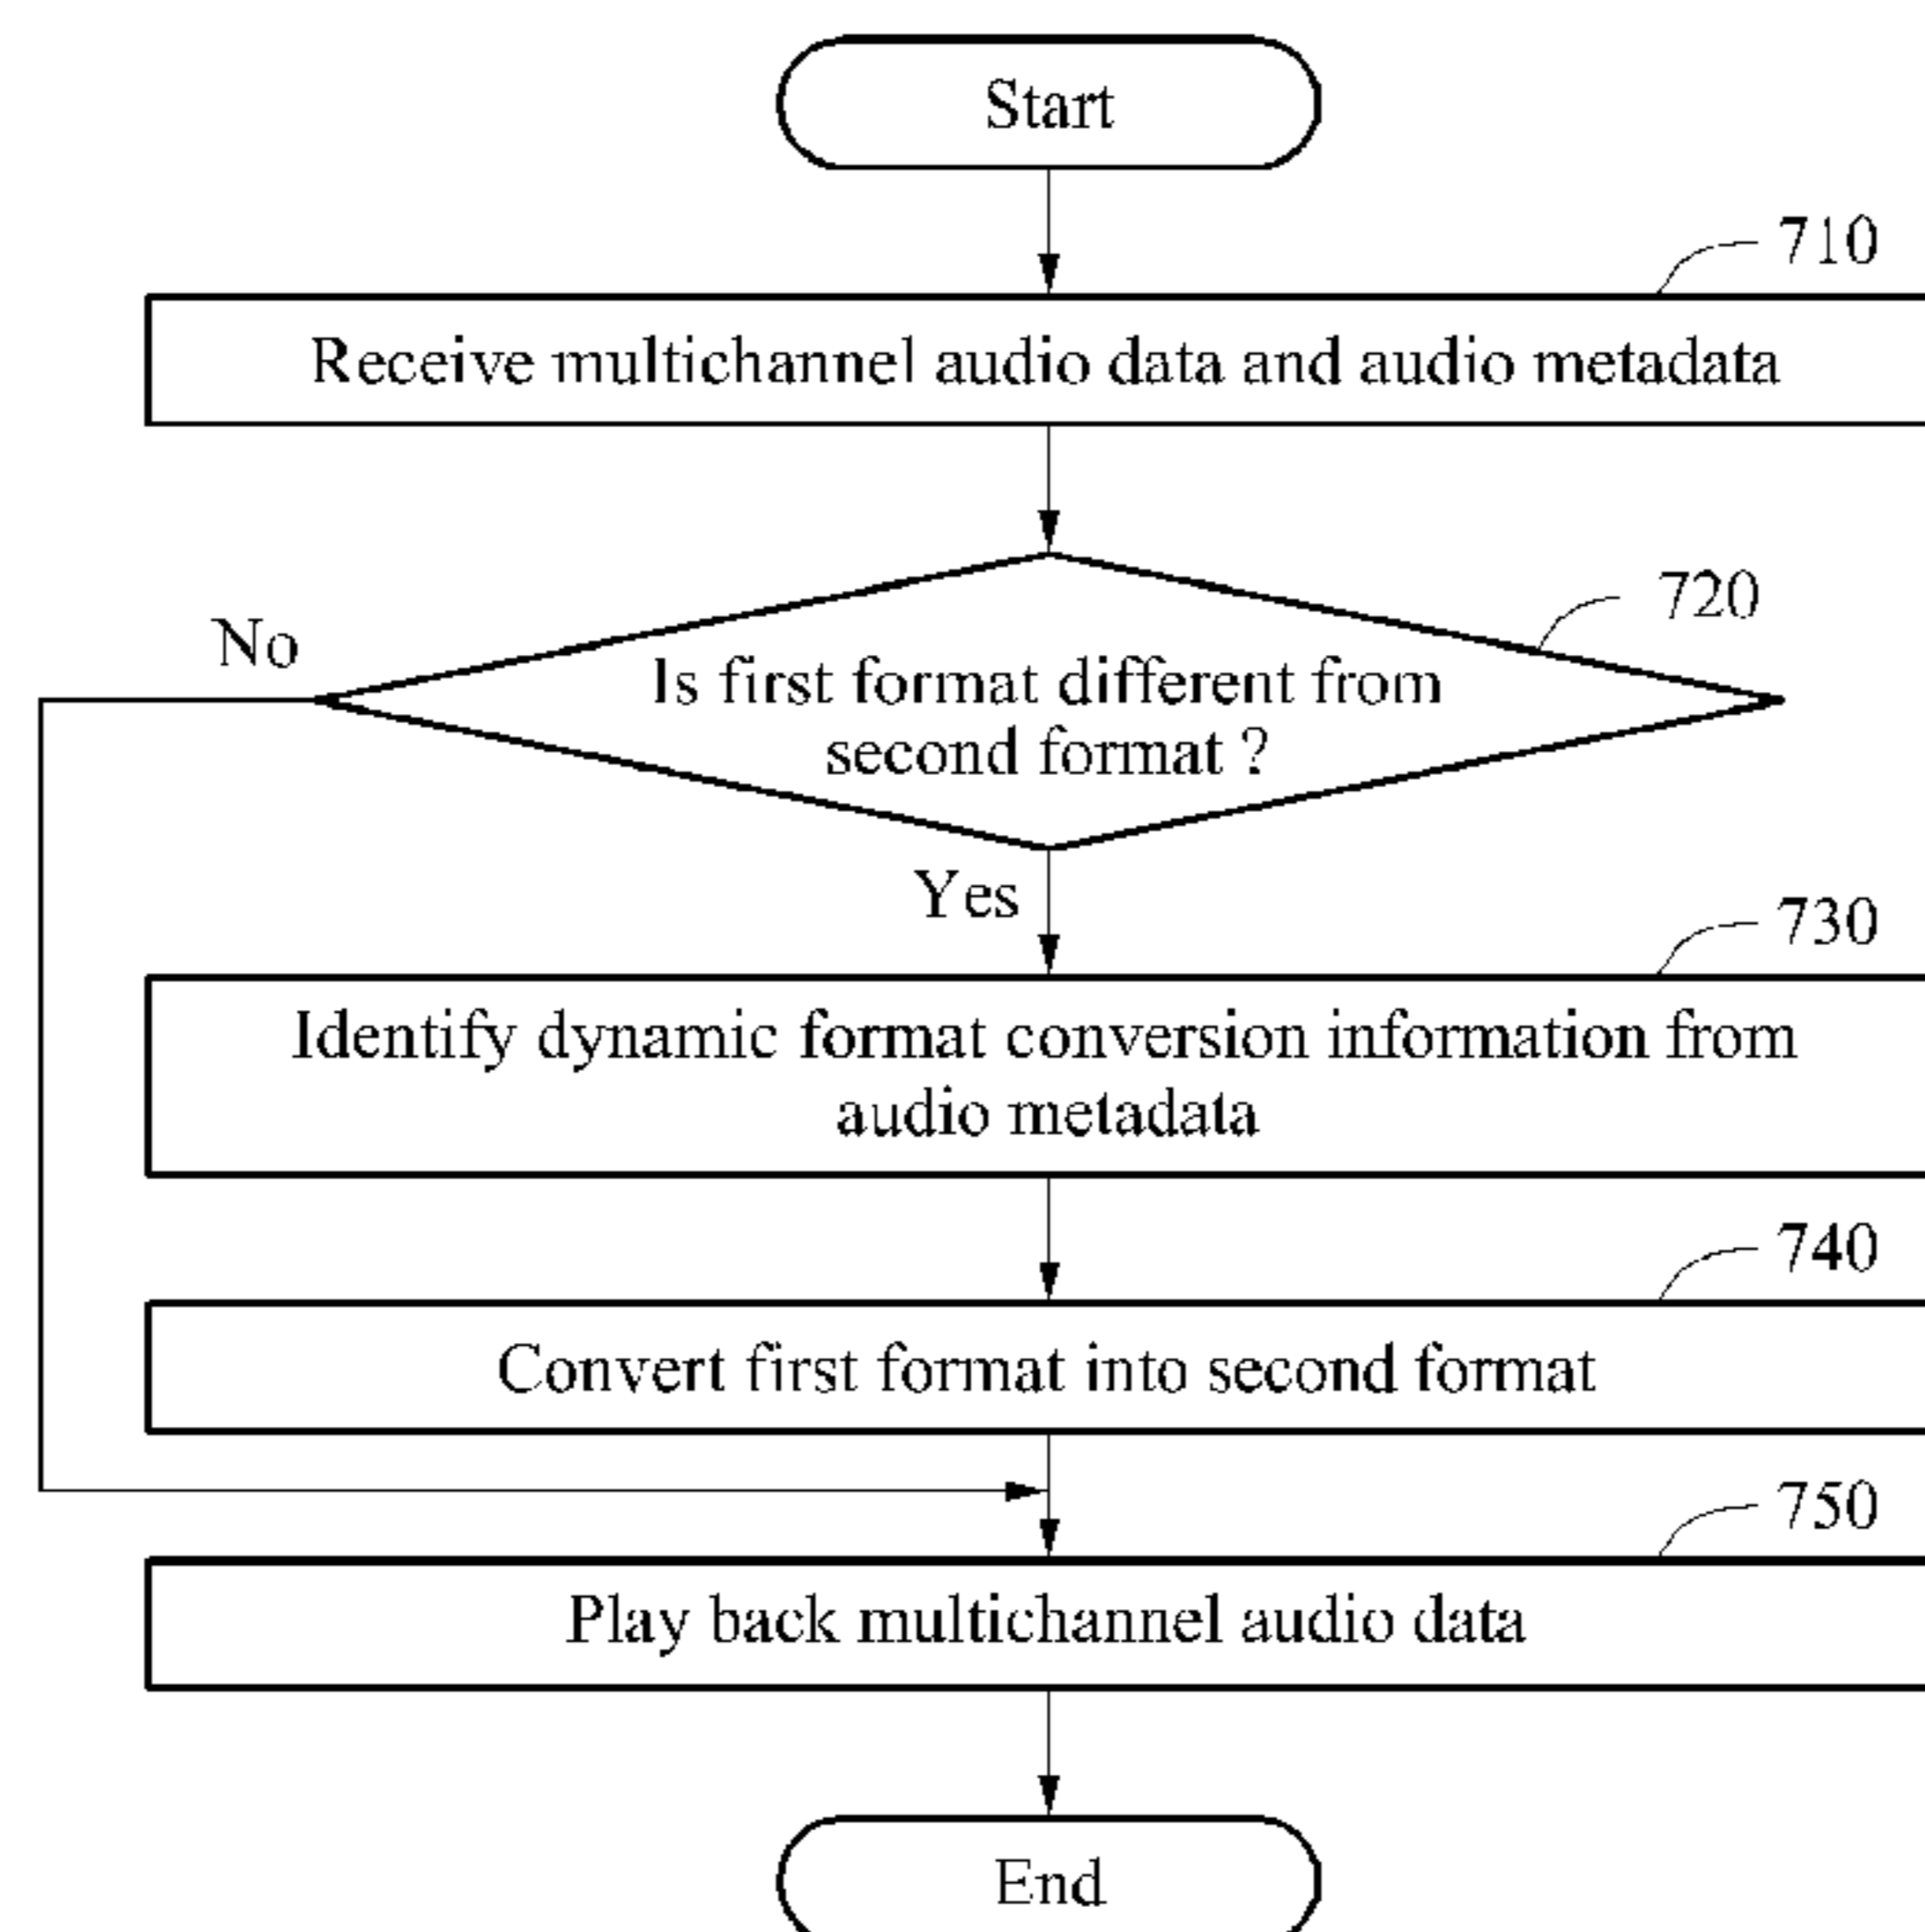 Start
710
Receive multichannel audio data and audio metadata
720
No
Is first format different from
second format ?
Yes
730
Identify dynamic format conversion information from
audio metadata
740
Convert first format into second format
750
Play back multichannel audio data
End